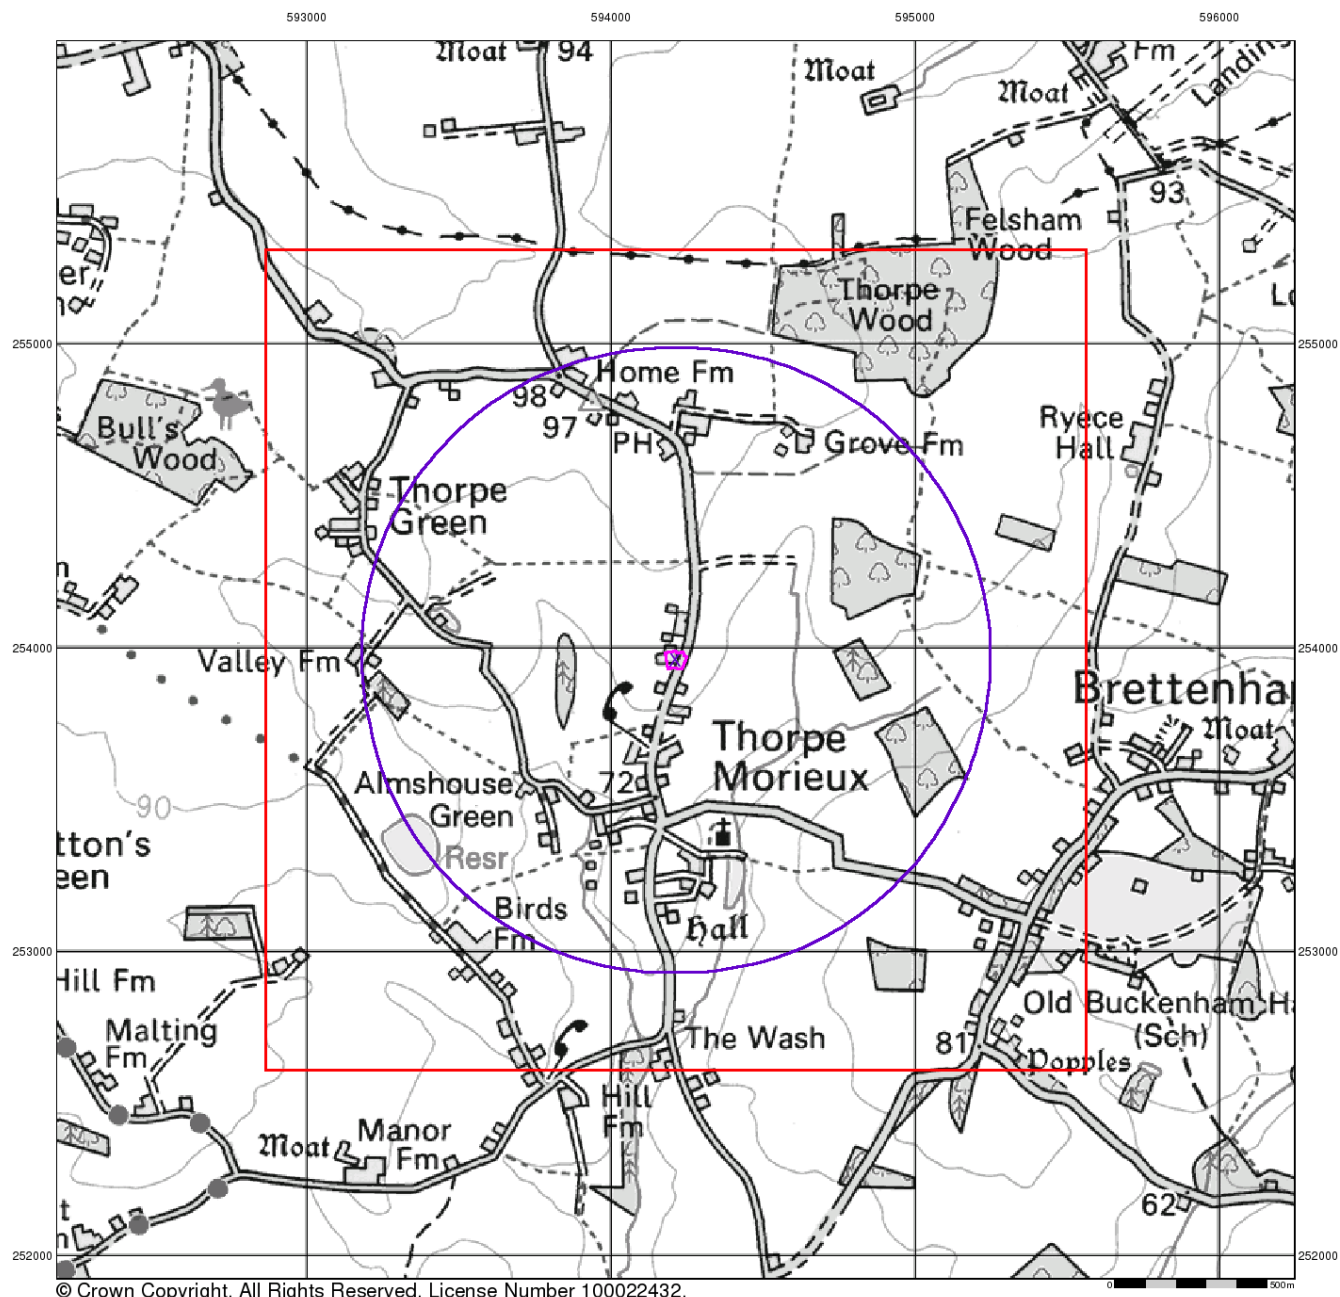 593000 594000 595000 596000
Moat
94
Moat
Moat
Fm
Landing
93
Felsham
Wood
er
Thorpe
Wood
255000
255000
Home Fm
98
97
PH
Grove Fm
Ryece
Hall
Bull's
Wood
Thorpe
Green
254000
254000
Valley Fm
Brettenha
Moat
Thorpe
Morieux
Almshouse
Green
72
90
Resr
tton's
een
Birds
Fm
Hall
253000
253000
Hill Fm
Malting
Fm
Old Buckenham Ha
(Sch)
The Wash
81
Popples
Hill
Fm
Moat
Manor
Fm
62
252000
252000
© Crown Copyright. All Rights Reserved. License Number 100022432.
0 500m